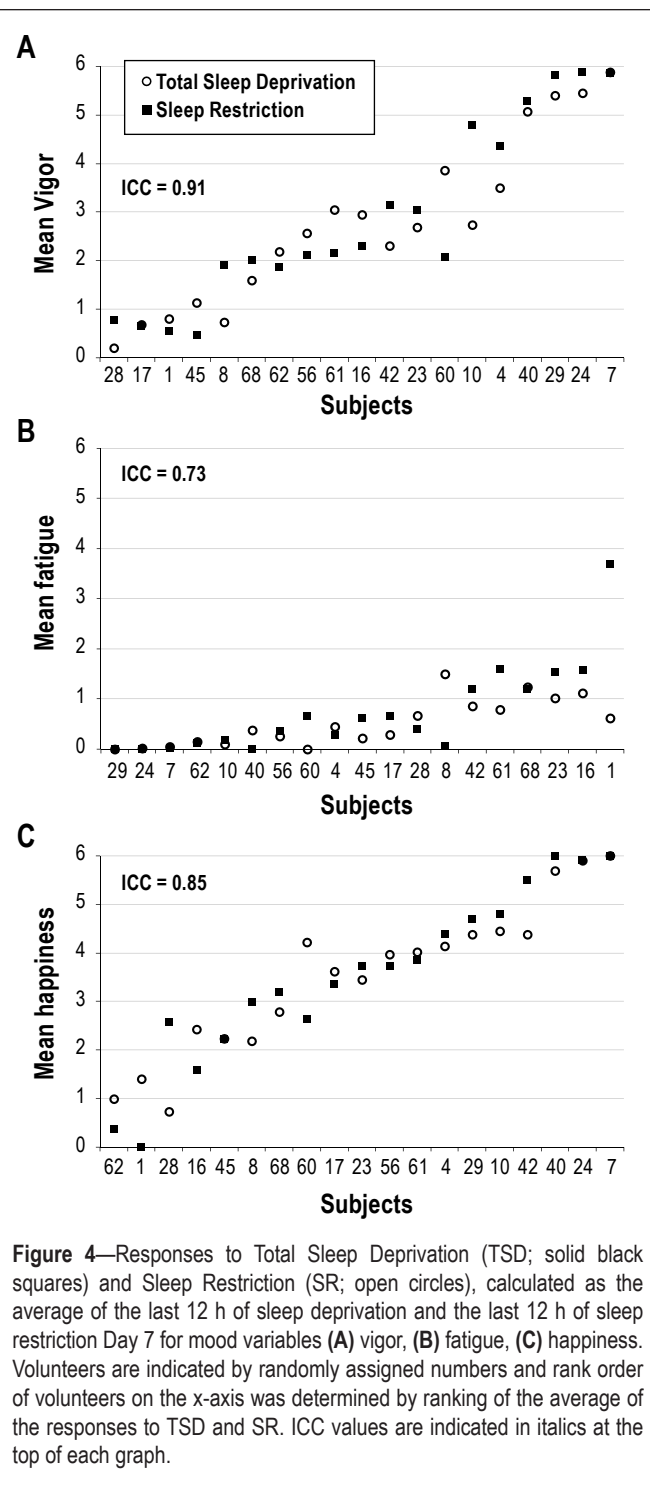 A
6
5
4
3
2
1
0
Mean Vigor
Total Sleep Deprivation
Sleep Restriction
ICC = 0.91
28 17 1 45 8 68 62 56 61 16 42 23 60 10 4 40 29 24 7
Subjects
B
6
5
4
3
2
1
0
Mean fatigue
ICC = 0.73
29 24 7 62 10 40 56 60 4 45 17 28 8 42 61 68 23 16 1
Subjects
C
6
5
4
3
2
1
0
Mean happiness
ICC = 0.85
62 1 28 16 45 8 68 60 17 23 56 61 4 29 10 42 40 24 7
Subjects
Figure 4—Responses to Total Sleep Deprivation (TSD; solid black
squares) and Sleep Restriction (SR; open circles), calculated as the
average of the last 12 h of sleep deprivation and the last 12 h of sleep
restriction Day 7 for mood variables (A) vigor, (B) fatigue, (C) happiness.
Volunteers are indicated by randomly assigned numbers and rank order
of volunteers on the x-axis was determined by ranking of the average of
the responses to TSD and SR. ICC values are indicated in italics at the
top of each graph.